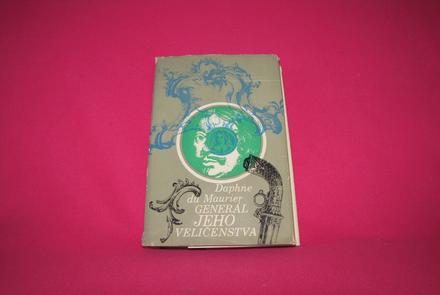 Daphne
du Maurier
GENERÁL
JEHO
VELIČENSTVA